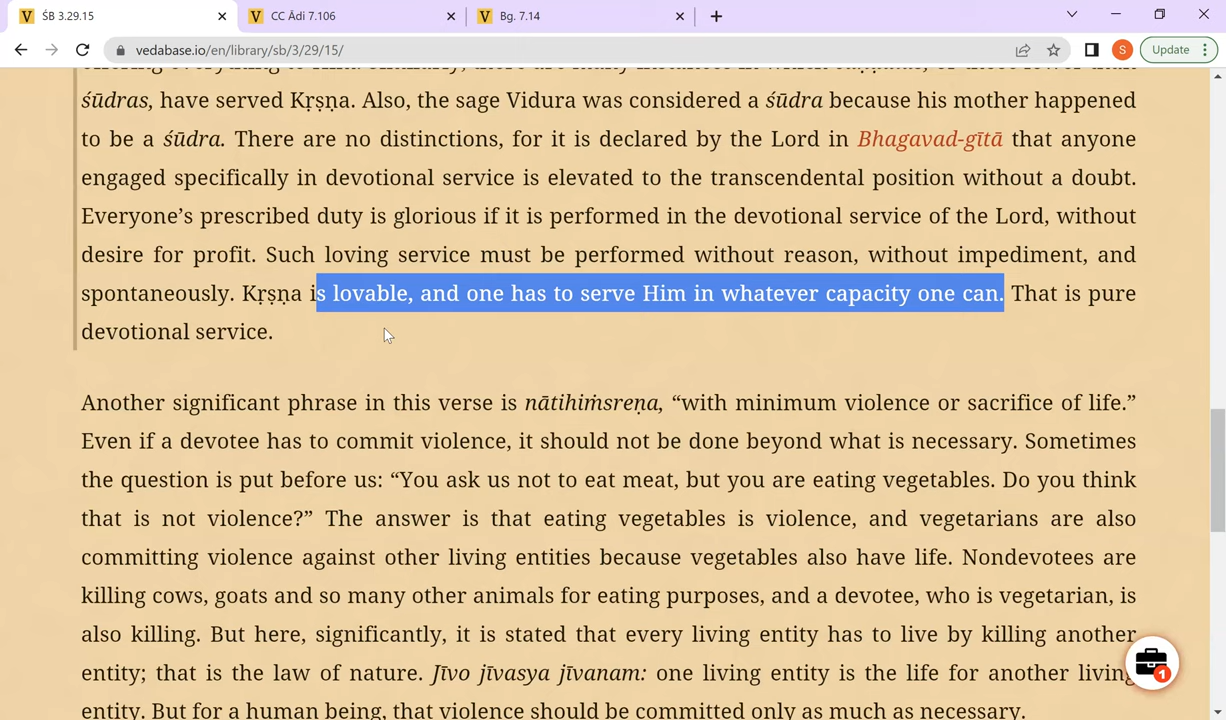 ŚB 3.29.15
CC Ādi 7.106
Bg. 7.14
vedabase.io/en/library/sb/3/29/15/
S
Update
śūdras, have served Kṛṣṇa. Also, the sage Vidura was considered a śūdra because his mother happened
to be a śūdra. There are no distinctions, for it is declared by the Lord in Bhagavad-gītā that anyone
engaged specifically in devotional service is elevated to the transcendental position without a doubt.
Everyone’s prescribed duty is glorious if it is performed in the devotional service of the Lord, without
desire for profit. Such loving service must be performed without reason, without impediment, and
spontaneously. Kṛṣṇa is lovable, and one has to serve Him in whatever capacity one can. That is pure
devotional service.
Another significant phrase in this verse is nātihiṁsreṇa, “with minimum violence or sacrifice of life.”
Even if a devotee has to commit violence, it should not be done beyond what is necessary. Sometimes
the question is put before us: “You ask us not to eat meat, but you are eating vegetables. Do you think
that is not violence?” The answer is that eating vegetables is violence, and vegetarians are also
committing violence against other living entities because vegetables also have life. Nondevotees are
killing cows, goats and so many other animals for eating purposes, and a devotee, who is vegetarian, is
also killing. But here, significantly, it is stated that every living entity has to live by killing another
entity; that is the law of nature. Jīvo jīvasya jīvanam: one living entity is the life for another living
entity. But for a human being, that violence should be committed only as much as necessary.
1